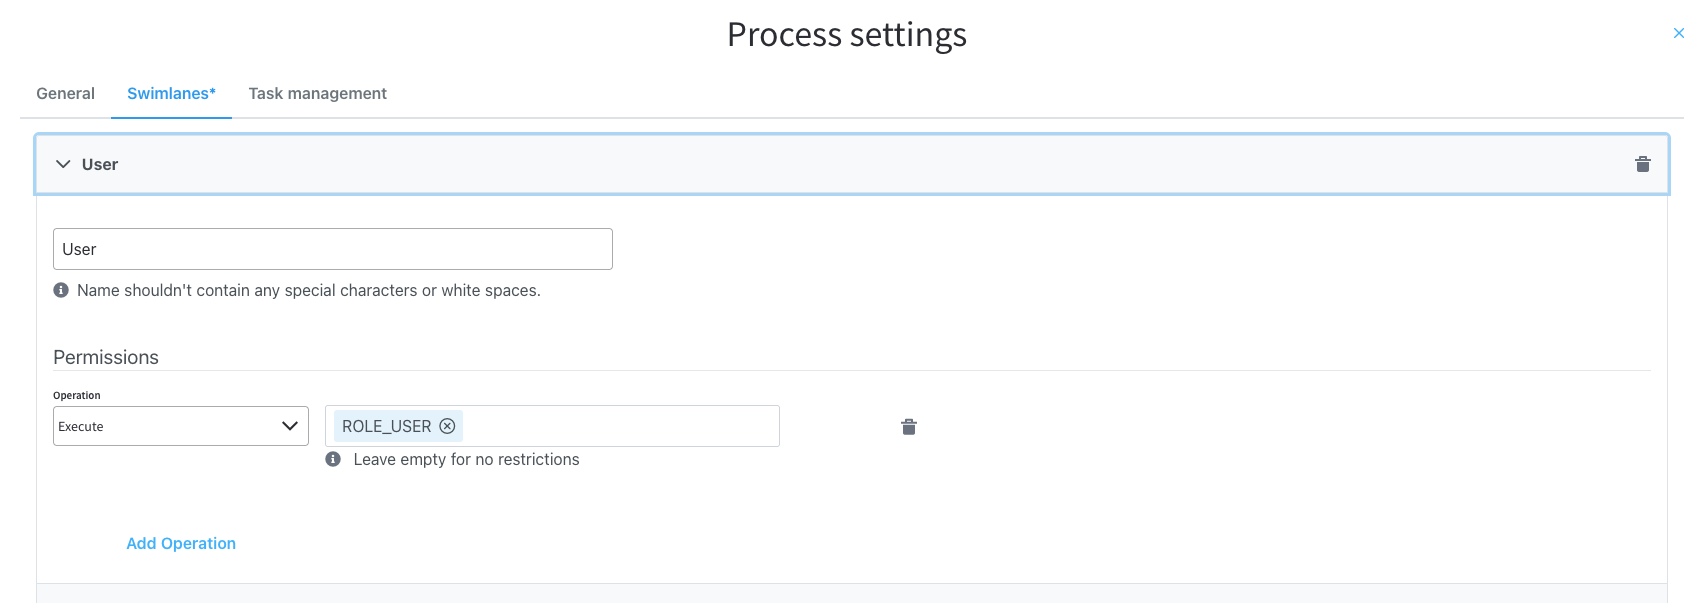 Process settings
General
Swimlanes*
Task management
User
User
Name shouldn't contain any special characters or white spaces.
Permissions
Operation
Execute
ROLE_USER
Leave empty for no restrictions
Add Operation